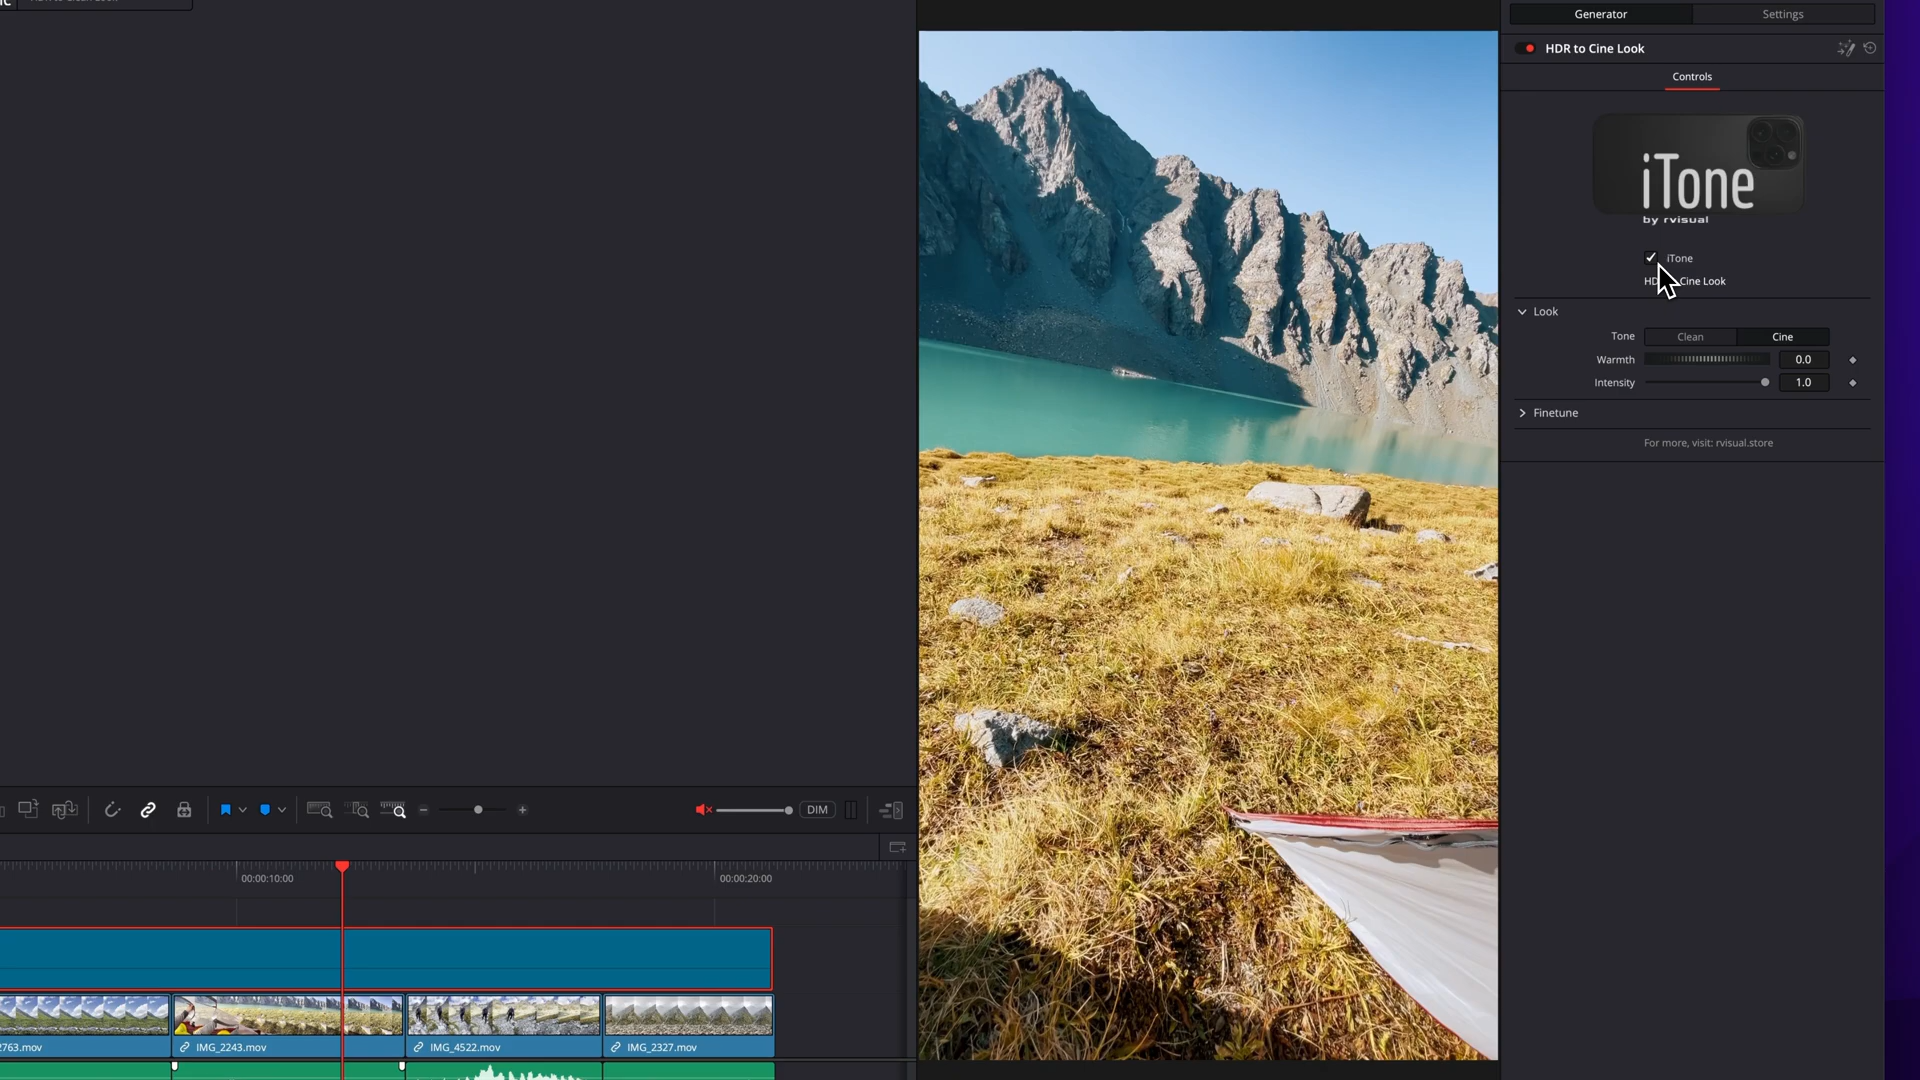 Generator
Settings
HDR to Cine Look
Controls
iTone
by rvisual
iTone
Cine Look
Look
Tone
Clean
Cine
Warmth
0.0
Intensity
1.0
Finetune
For more, visit: rvisual.store
DIM
00:00:10:00
00:00:20:00
2763.mov
IMG_2243.mov
IMG_4522.mov
IMG_2327.mov